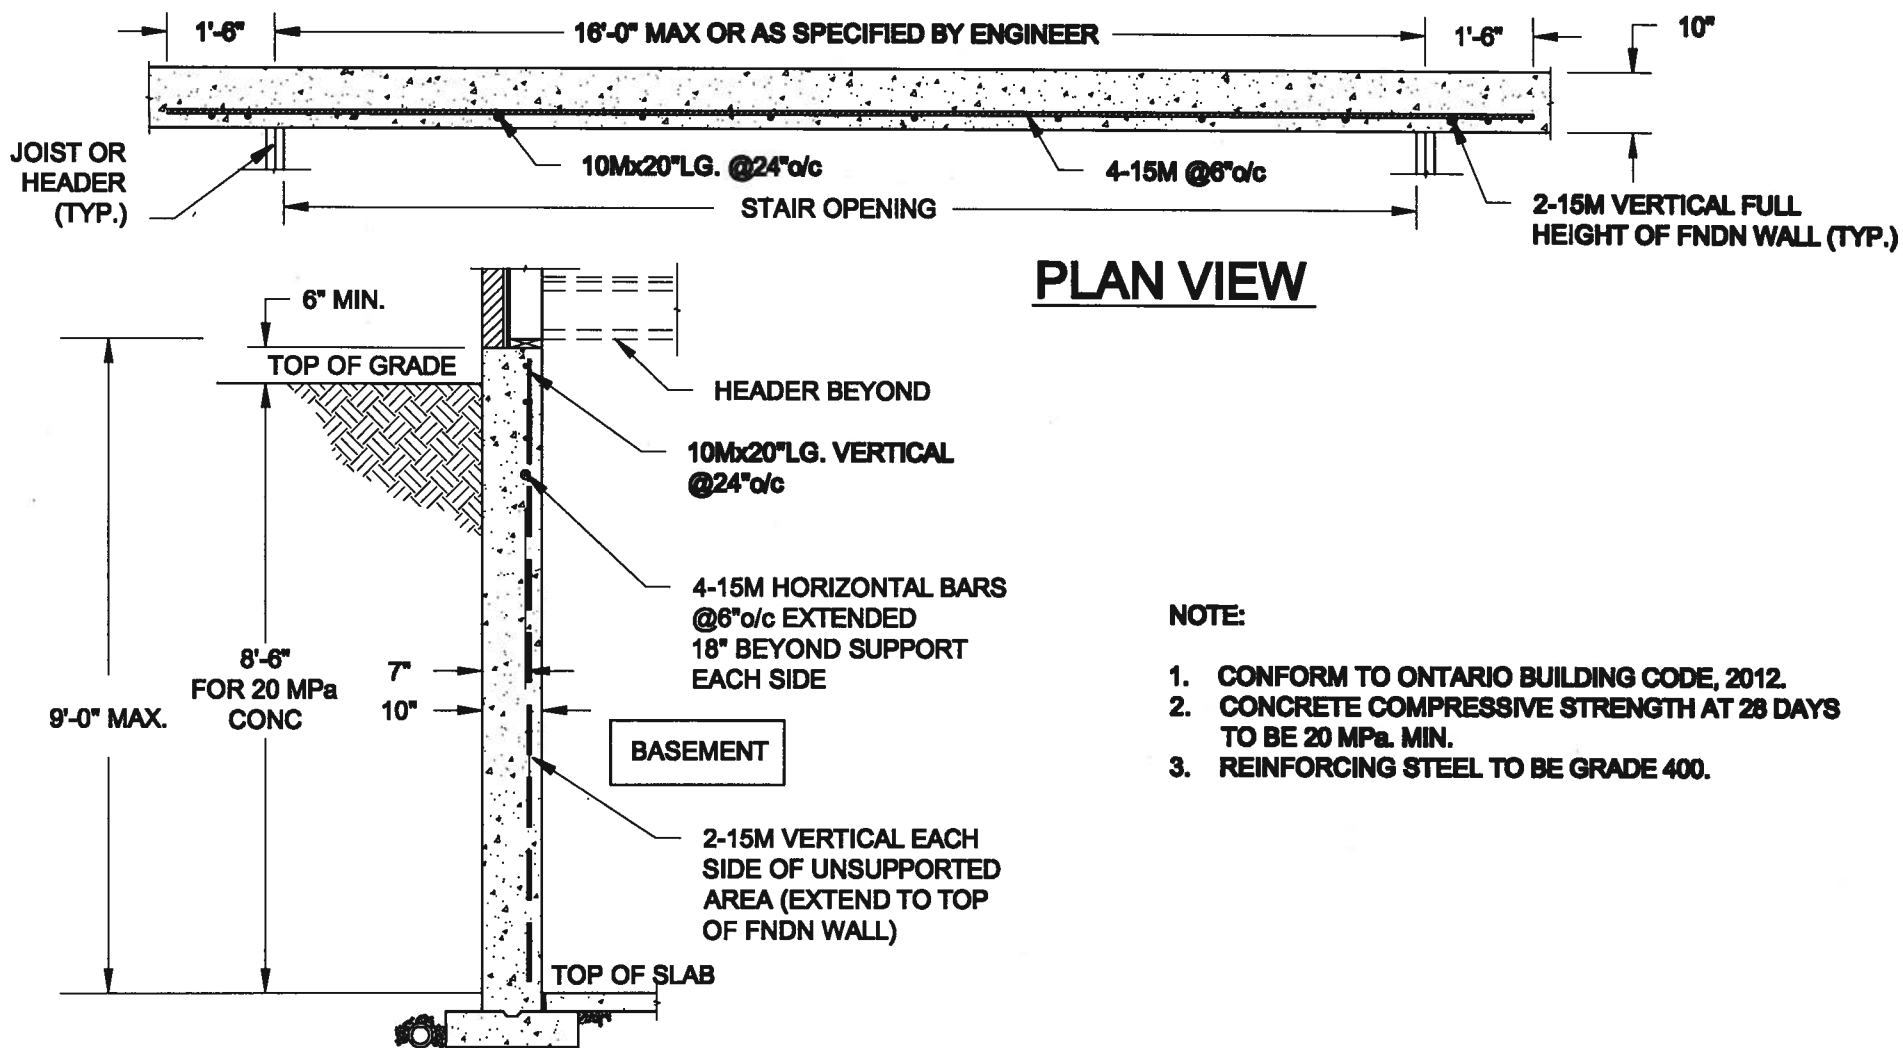 1'-6"
16'-0" MAX OR AS SPECIFIED BY ENGINEER
1'-6"
10"
JOIST OR
HEADER
(TYP.)
10Mx20"LG. @24"o/c
4-15M @6"o/c
STAIR OPENING
2-15M VERTICAL FULL
HEIGHT OF FNDN WALL (TYP.)
PLAN VIEW
6" MIN.
TOP OF GRADE
HEADER BEYOND
10Mx20"LG. VERTICAL
@24"o/c
4-15M HORIZONTAL BARS
@6"o/c EXTENDED
18" BEYOND SUPPORT
EACH SIDE
9'-0" MAX.
8'-6"
FOR 20 MPa
CONC
7"
10"
BASEMENT
2-15M VERTICAL EACH
SIDE OF UNSUPPORTED
AREA (EXTEND TO TOP
OF FNDN WALL)
TOP OF SLAB
NOTE:
1. CONFORM TO ONTARIO BUILDING CODE, 2012.
2. CONCRETE COMPRESSIVE STRENGTH AT 28 DAYS
TO BE 20 MPa. MIN.
3. REINFORCING STEEL TO BE GRADE 400.